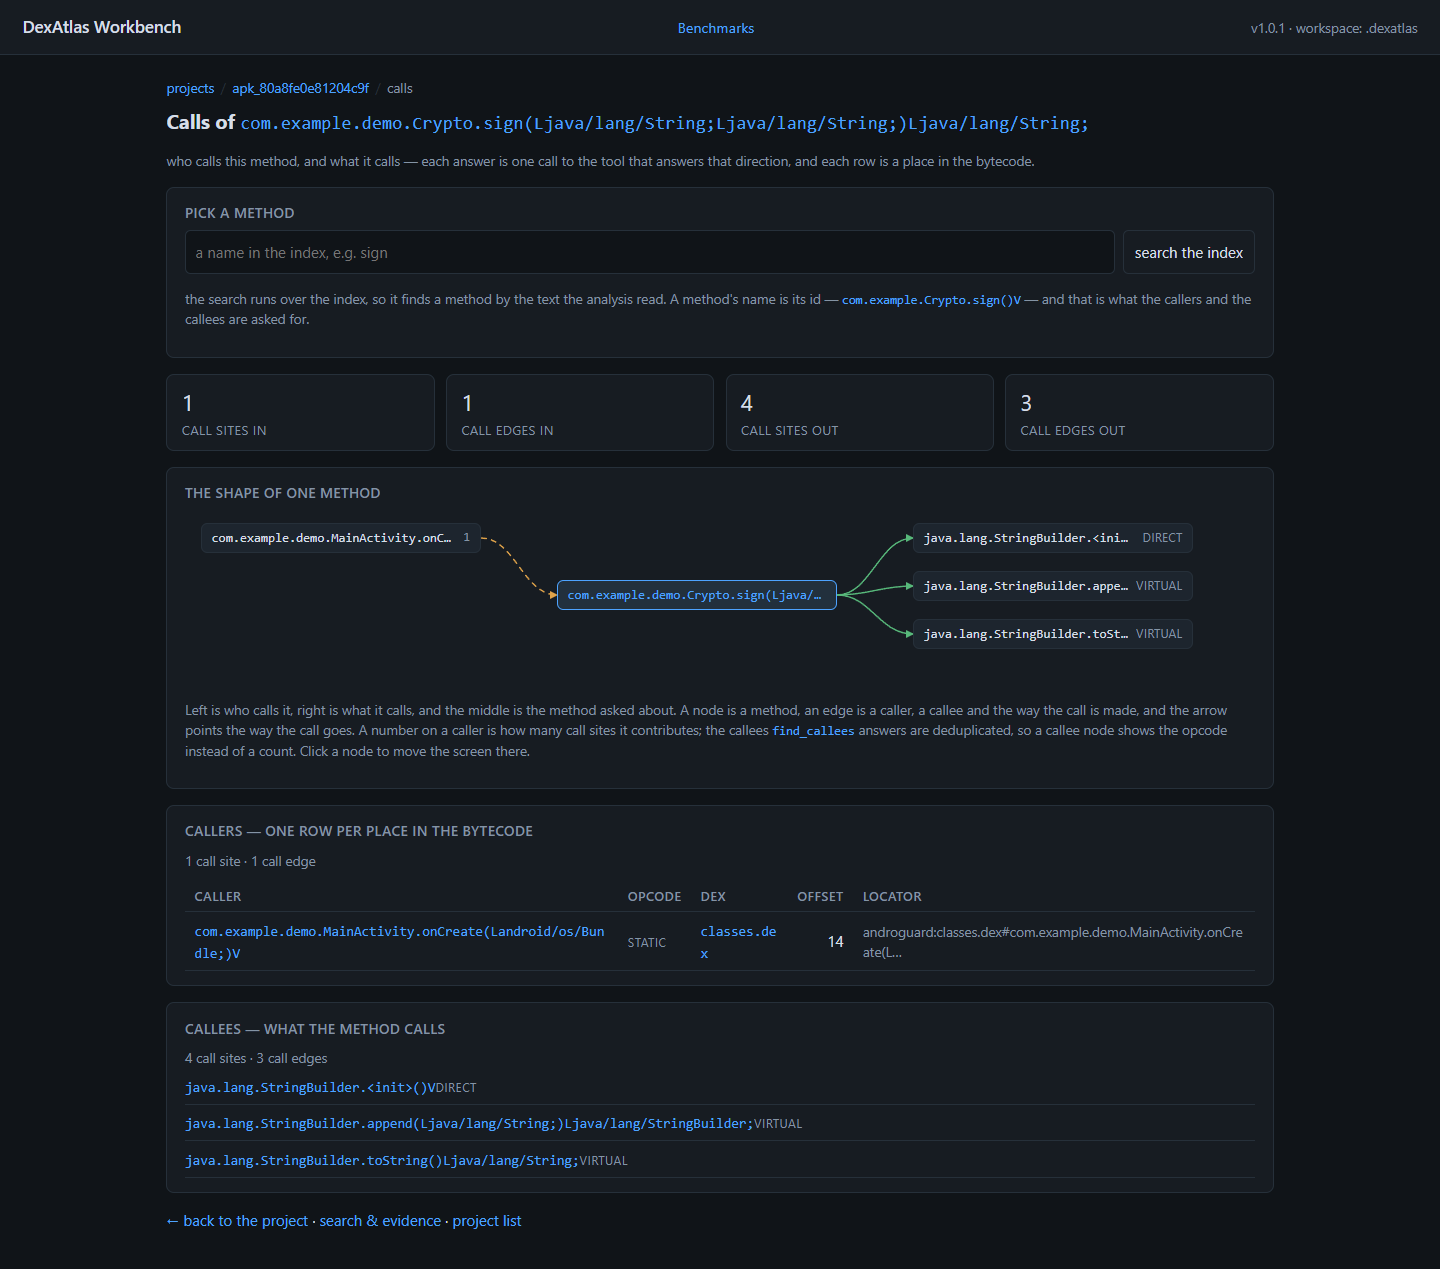 DexAtlas Workbench
Benchmarks
v1.0.1 · workspace: .dexatlas
projects / apk_80a8fe0e81204c9f / calls
Calls of com.example.demo.Crypto.sign(Ljava/lang/String;Ljava/lang/String;)Ljava/lang/String;
who calls this method, and what it calls — each answer is one call to the tool that answers that direction, and each row is a place in the bytecode.
PICK A METHOD
a name in the index, e.g. sign
search the index
the search runs over the index, so it finds a method by the text the analysis read. A method's name is its id — com.example.Crypto.sign()V — and that is what the callers and the
callees are asked for.
1
CALL SITES IN
1
CALL EDGES IN
4
CALL SITES OUT
3
CALL EDGES OUT
THE SHAPE OF ONE METHOD
com.example.demo.MainActivity.onC… 1
com.example.demo.Crypto.sign(Ljava/…
java.lang.StringBuilder.<ini… DIRECT
java.lang.StringBuilder.appe… VIRTUAL
java.lang.StringBuilder.toSt… VIRTUAL
Left is who calls it, right is what it calls, and the middle is the method asked about. A node is a method, an edge is a caller, a callee and the way the call is made, and the arrow
points the way the call goes. A number on a caller is how many call sites it contributes; the callees find_callees answers are deduplicated, so a callee node shows the opcode
instead of a count. Click a node to move the screen there.
CALLERS — ONE ROW PER PLACE IN THE BYTECODE
1 call site · 1 call edge
CALLER OPCODE DEX OFFSET LOCATOR
com.example.demo.MainActivity.onCreate(Landroid/os/Bun
dle;)V
STATIC
classes.de
x
14
androguard:classes.dex#com.example.demo.MainActivity.onCre
ate(L…
CALLEES — WHAT THE METHOD CALLS
4 call sites · 3 call edges
java.lang.StringBuilder.<init>()VDIRECT
java.lang.StringBuilder.append(Ljava/lang/String;)Ljava/lang/StringBuilder;VIRTUAL
java.lang.StringBuilder.toString()Ljava/lang/String;VIRTUAL
← back to the project · search & evidence · project list